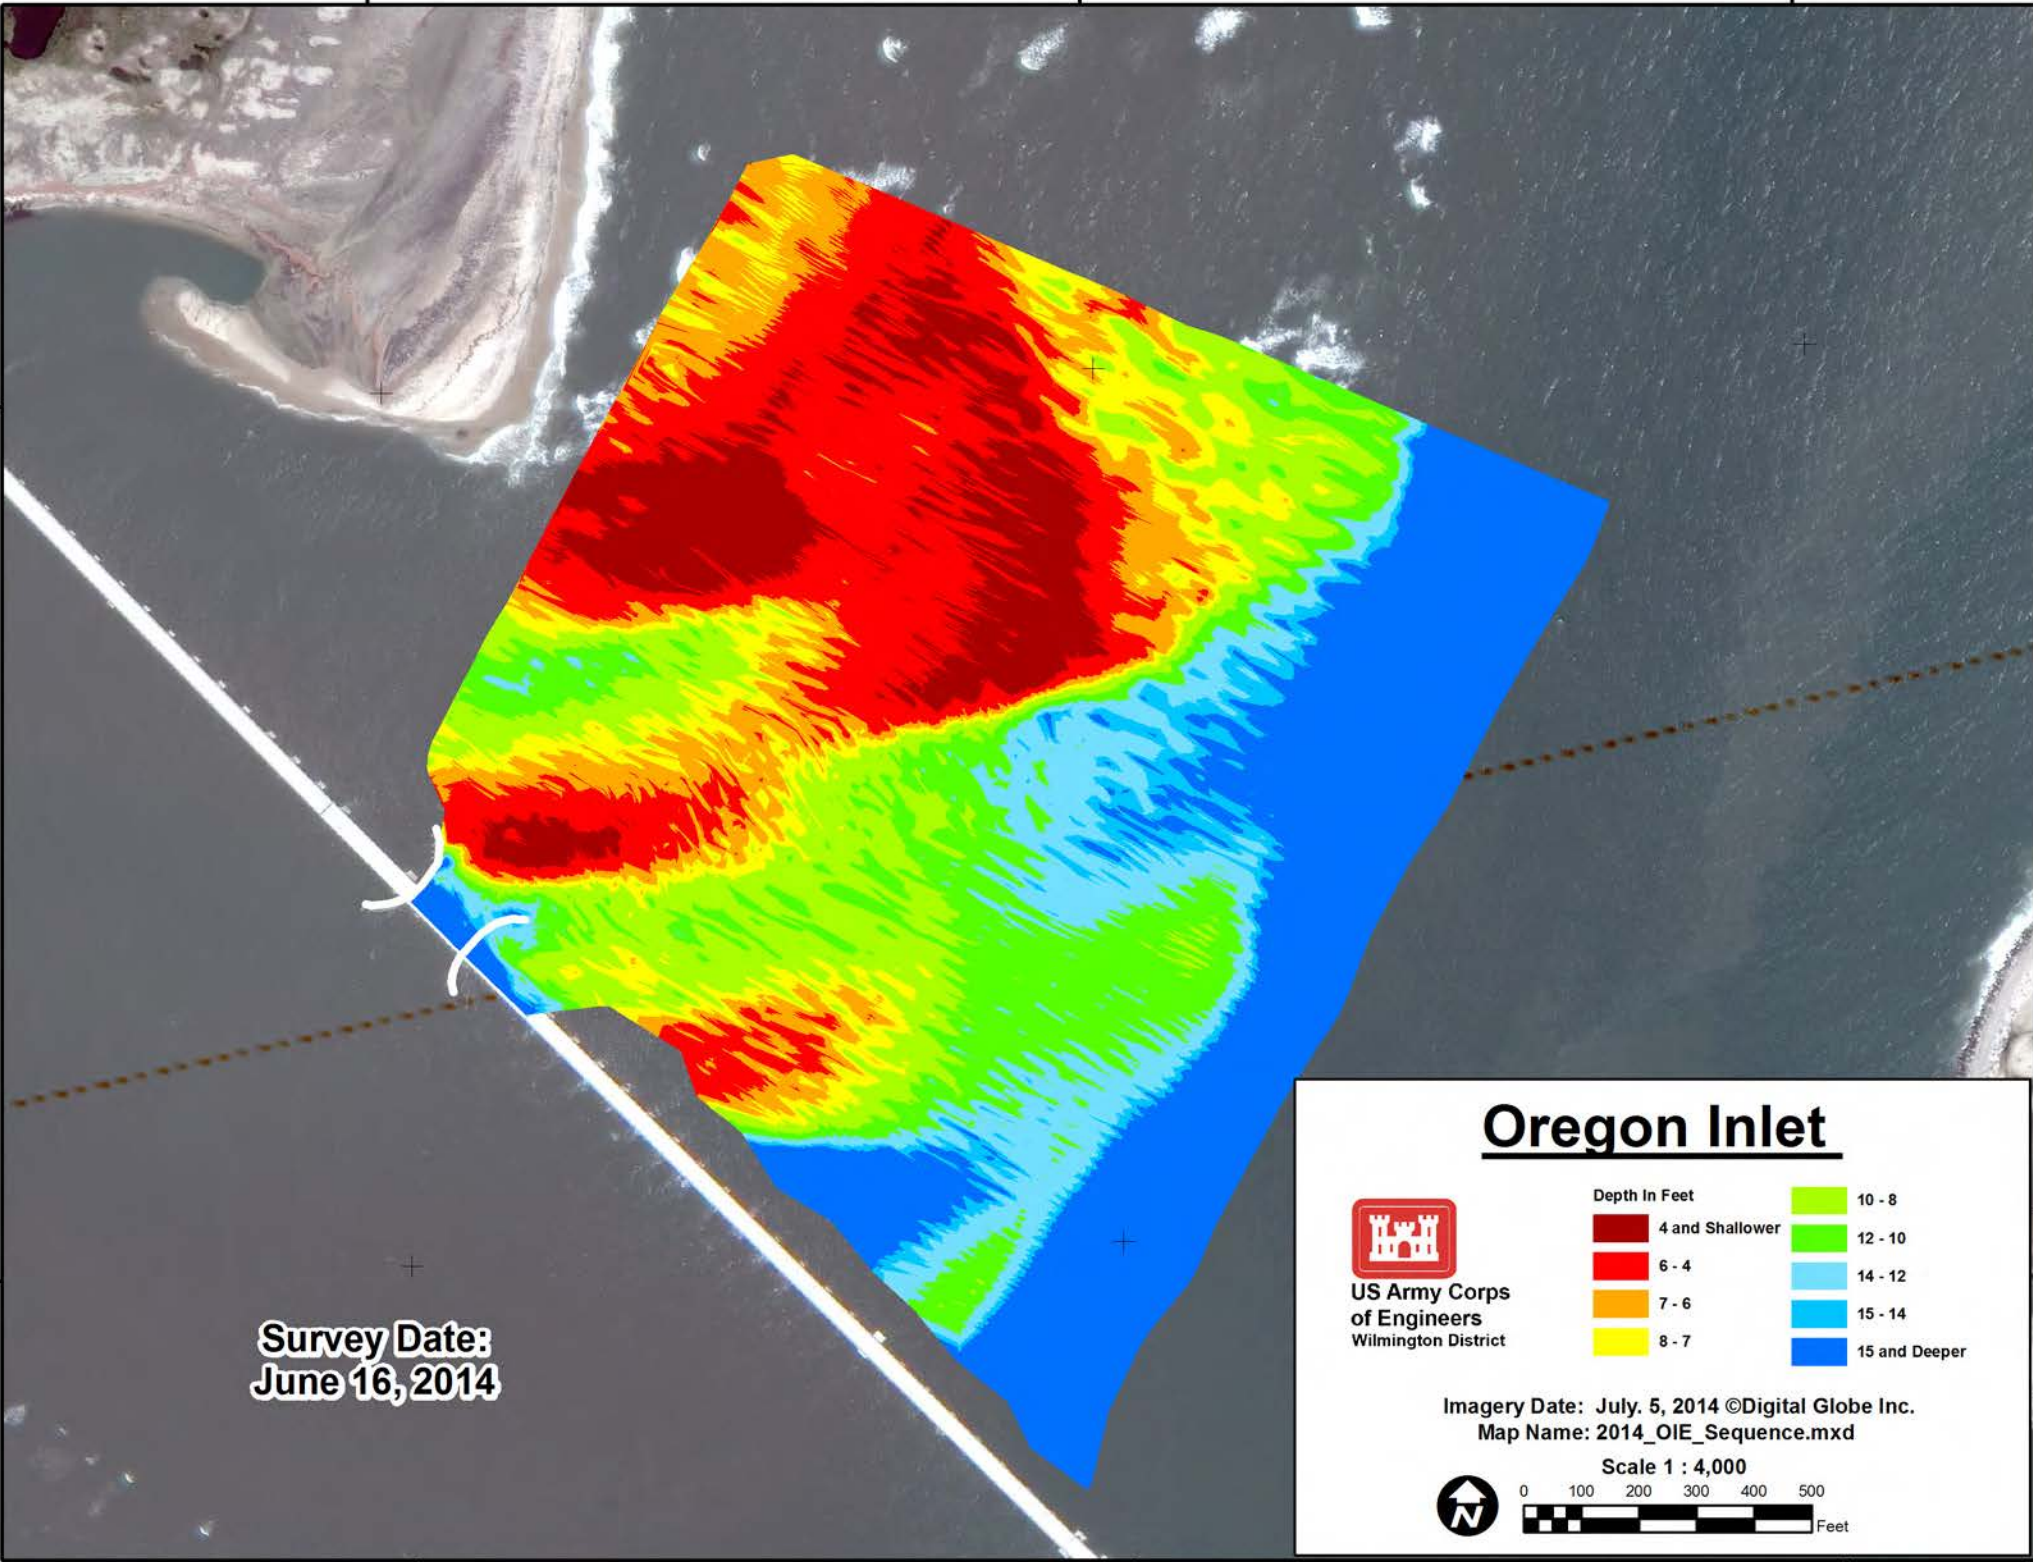 Survey Date:
June 16, 2014
Oregon Inlet
US Army Corps
of Engineers
Wilmington District
Depth In Feet
4 and Shallower
6 - 4
7 - 6
8 - 7
10 - 8
12 - 10
14 - 12
15 - 14
15 and Deeper
Imagery Date: July. 5, 2014 ©Digital Globe Inc.
Map Name: 2014_OIE_Sequence.mxd
Scale 1 : 4,000
N
0 100 200 300 400 500
Feet